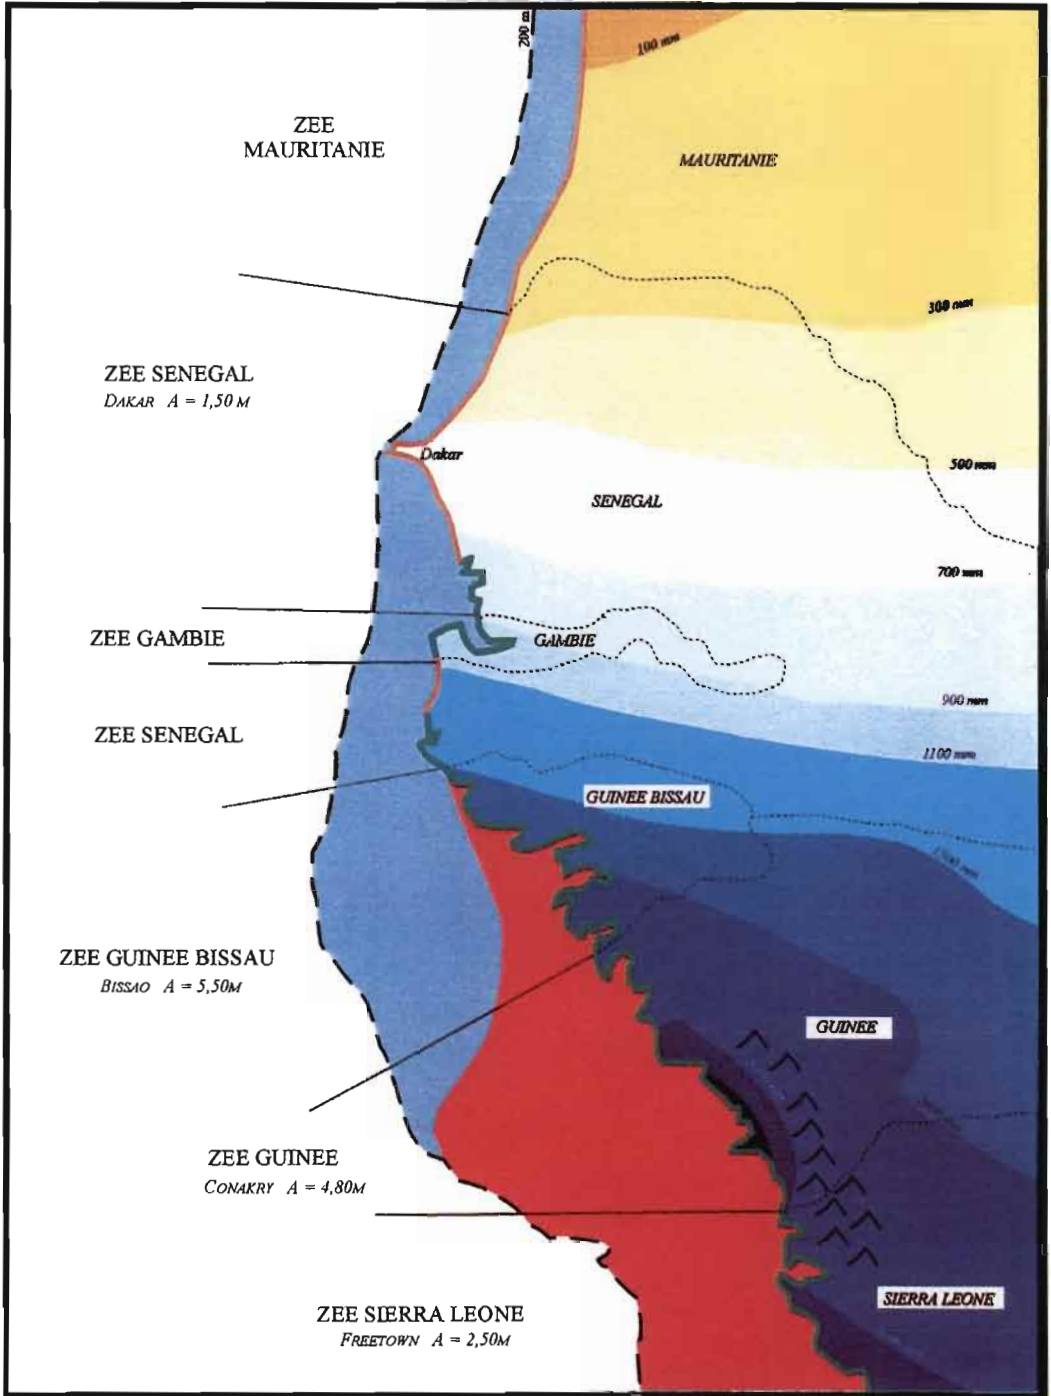 200 m
100 mm
ZEE
MAURITANIE
MAURITANIE
300 mm
ZEE SENEGAL
DAKAR A = 1,50 M
Dakar
500 mm
SENEGAL
700 mm
ZEE GAMBIE
GAMBIE
900 mm
ZEE SENEGAL
1100 mm
GUINEE BISSAU
ZEE GUINEE BISSAU
BISSAO A = 5,50M
GUINEE
ZEE GUINEE
CONAKRY A = 4,80M
SIERRA LEONE
ZEE SIERRA LEONE
FREETOWN A = 2,50M